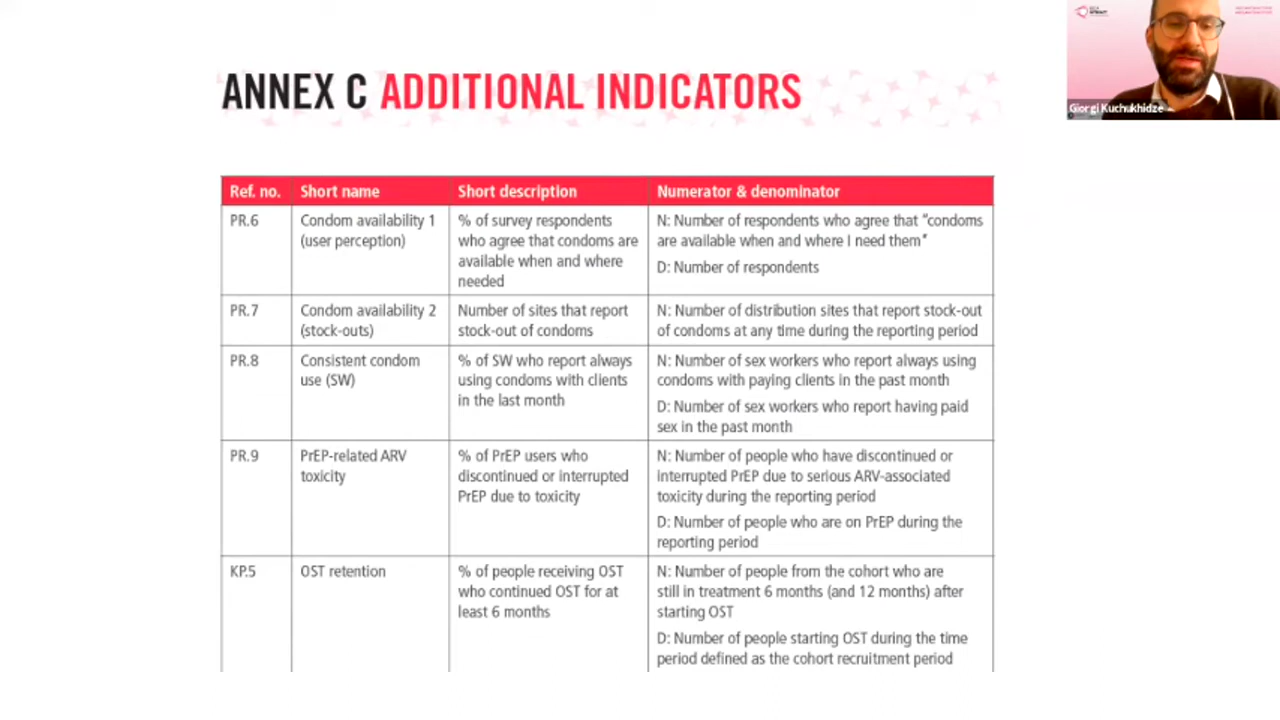 ANNEX C ADDITIONAL INDICATORS
Giorgi Kuchukhidze
Ref. no. Short name Short description Numerator & denominator
PR.6 Condom availability 1 % of survey respondents N: Number of respondents who agree that "condoms
(user perception) who agree that condoms are are available when and where I need them"
available when and where D: Number of respondents
needed
PR.7 Condom availability 2 Number of sites that report N: Number of distribution sites that report stock-out
(stock-outs) stock-out of condoms of condoms at any time during the reporting period
PR.8 Consistent condom % of SW who report always N: Number of sex workers who report always using
use (SW) using condoms with clients condoms with paying clients in the past month
in the last month D: Number of sex workers who report having paid
sex in the past month
PR.9 PrEP-related ARV % of PrEP users who N: Number of people who have discontinued or
toxicity discontinued or interrupted interrupted PrEP due to serious ARV-associated
PrEP due to toxicity toxicity during the reporting period
D: Number of people who are on PrEP during the
reporting period
KP.5 OST retention % of people receiving OST N: Number of people from the cohort who are
who continued OST for at still in treatment 6 months (and 12 months) after
least 6 months starting OST
D: Number of people starting OST during the time
period defined as the cohort recruitment period